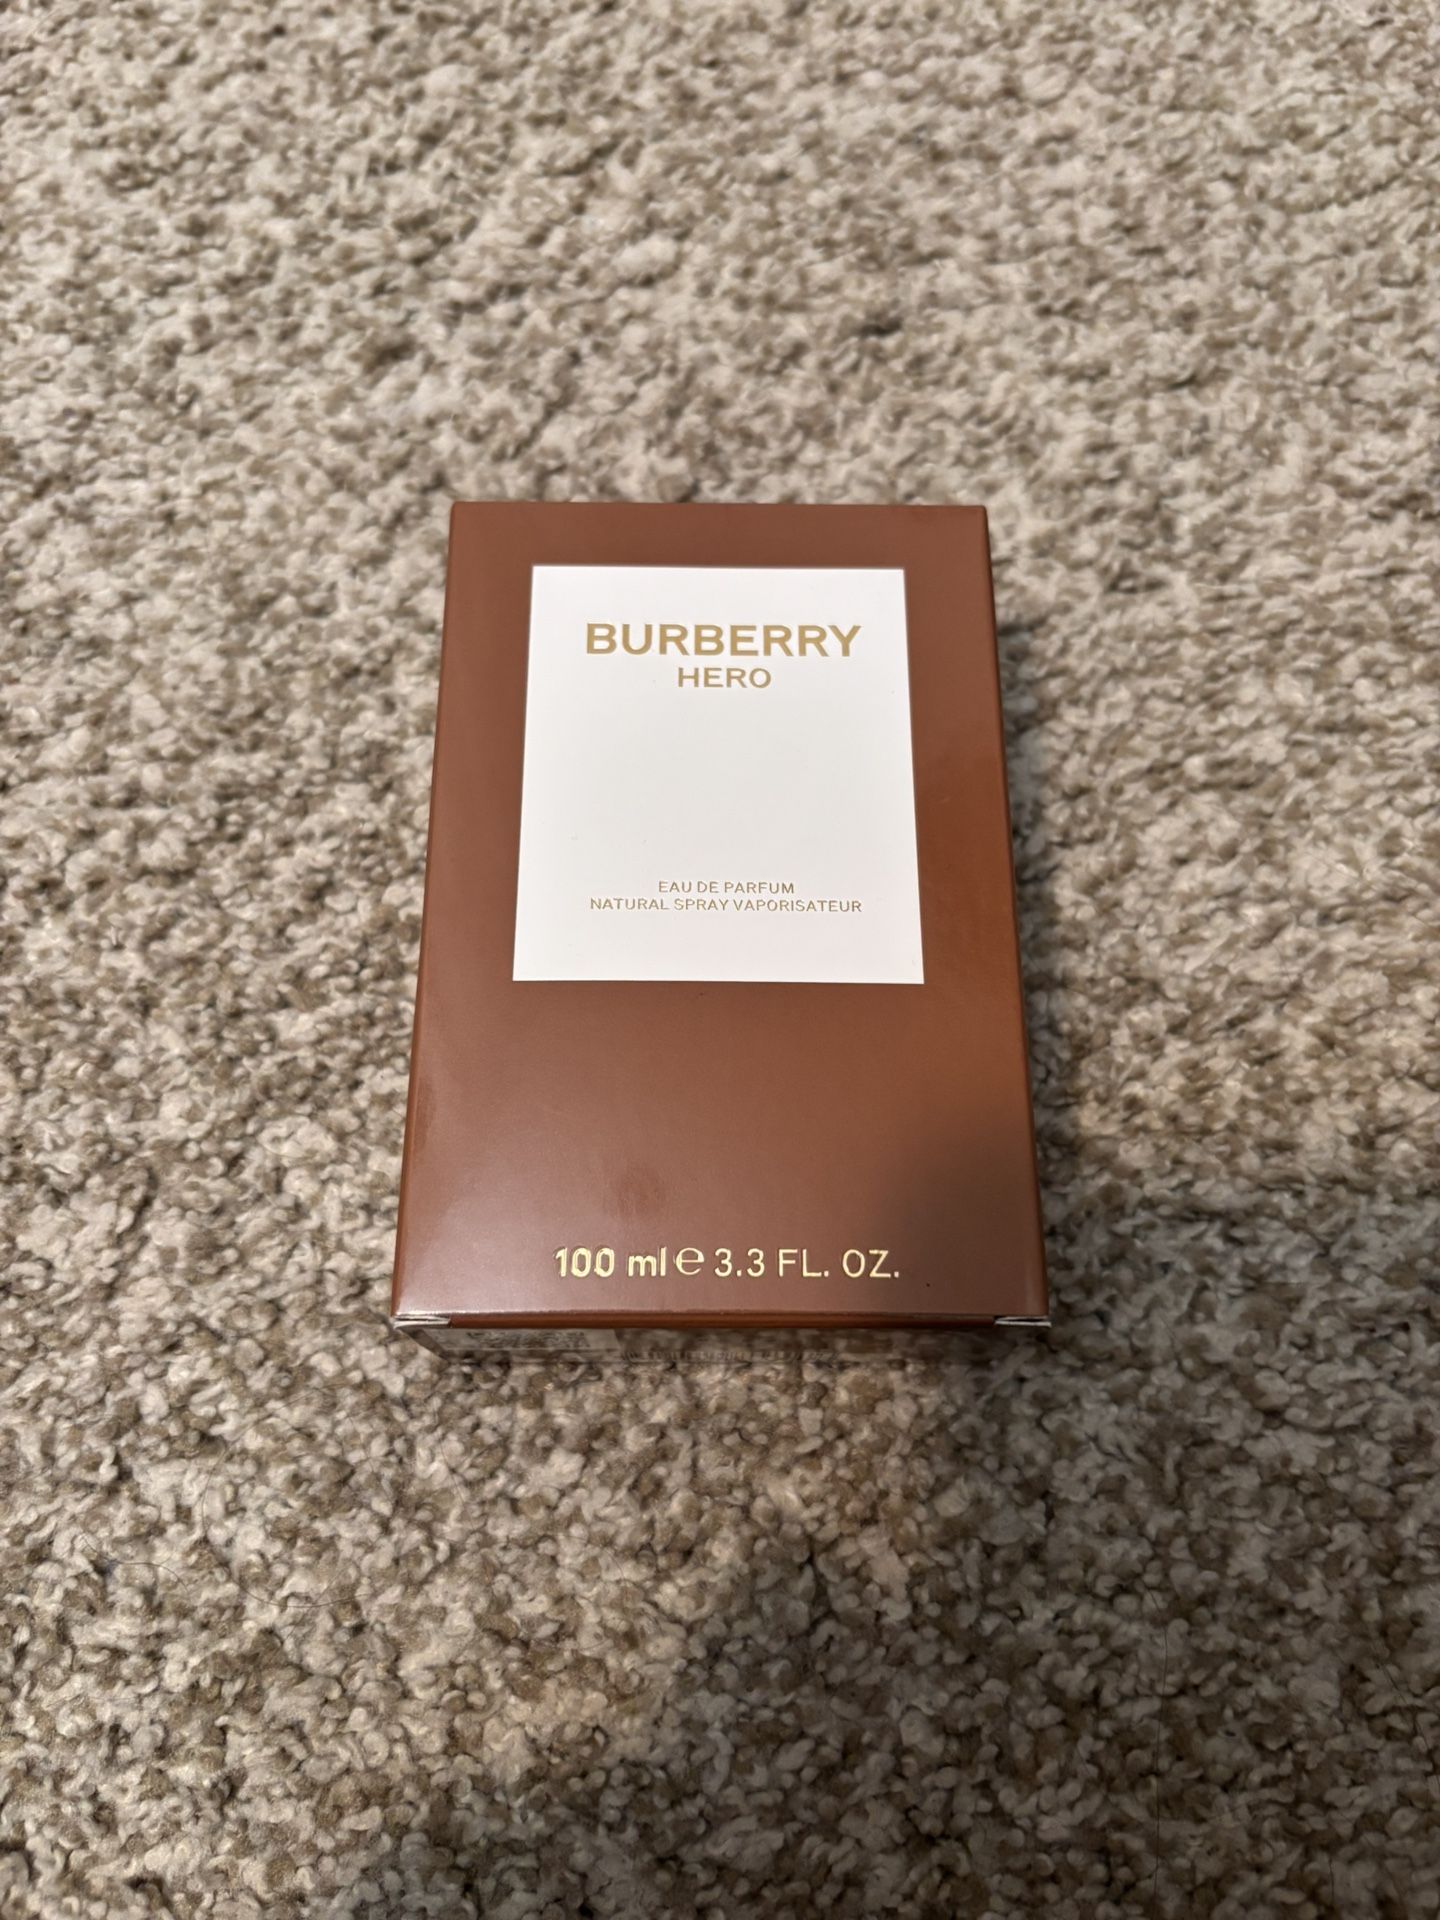 BURBERRY
HERO
EAU DE PARFUM
NATURAL SPRAY VAPORISATEUR
100 ml ℮ 3.3 FL. OZ.